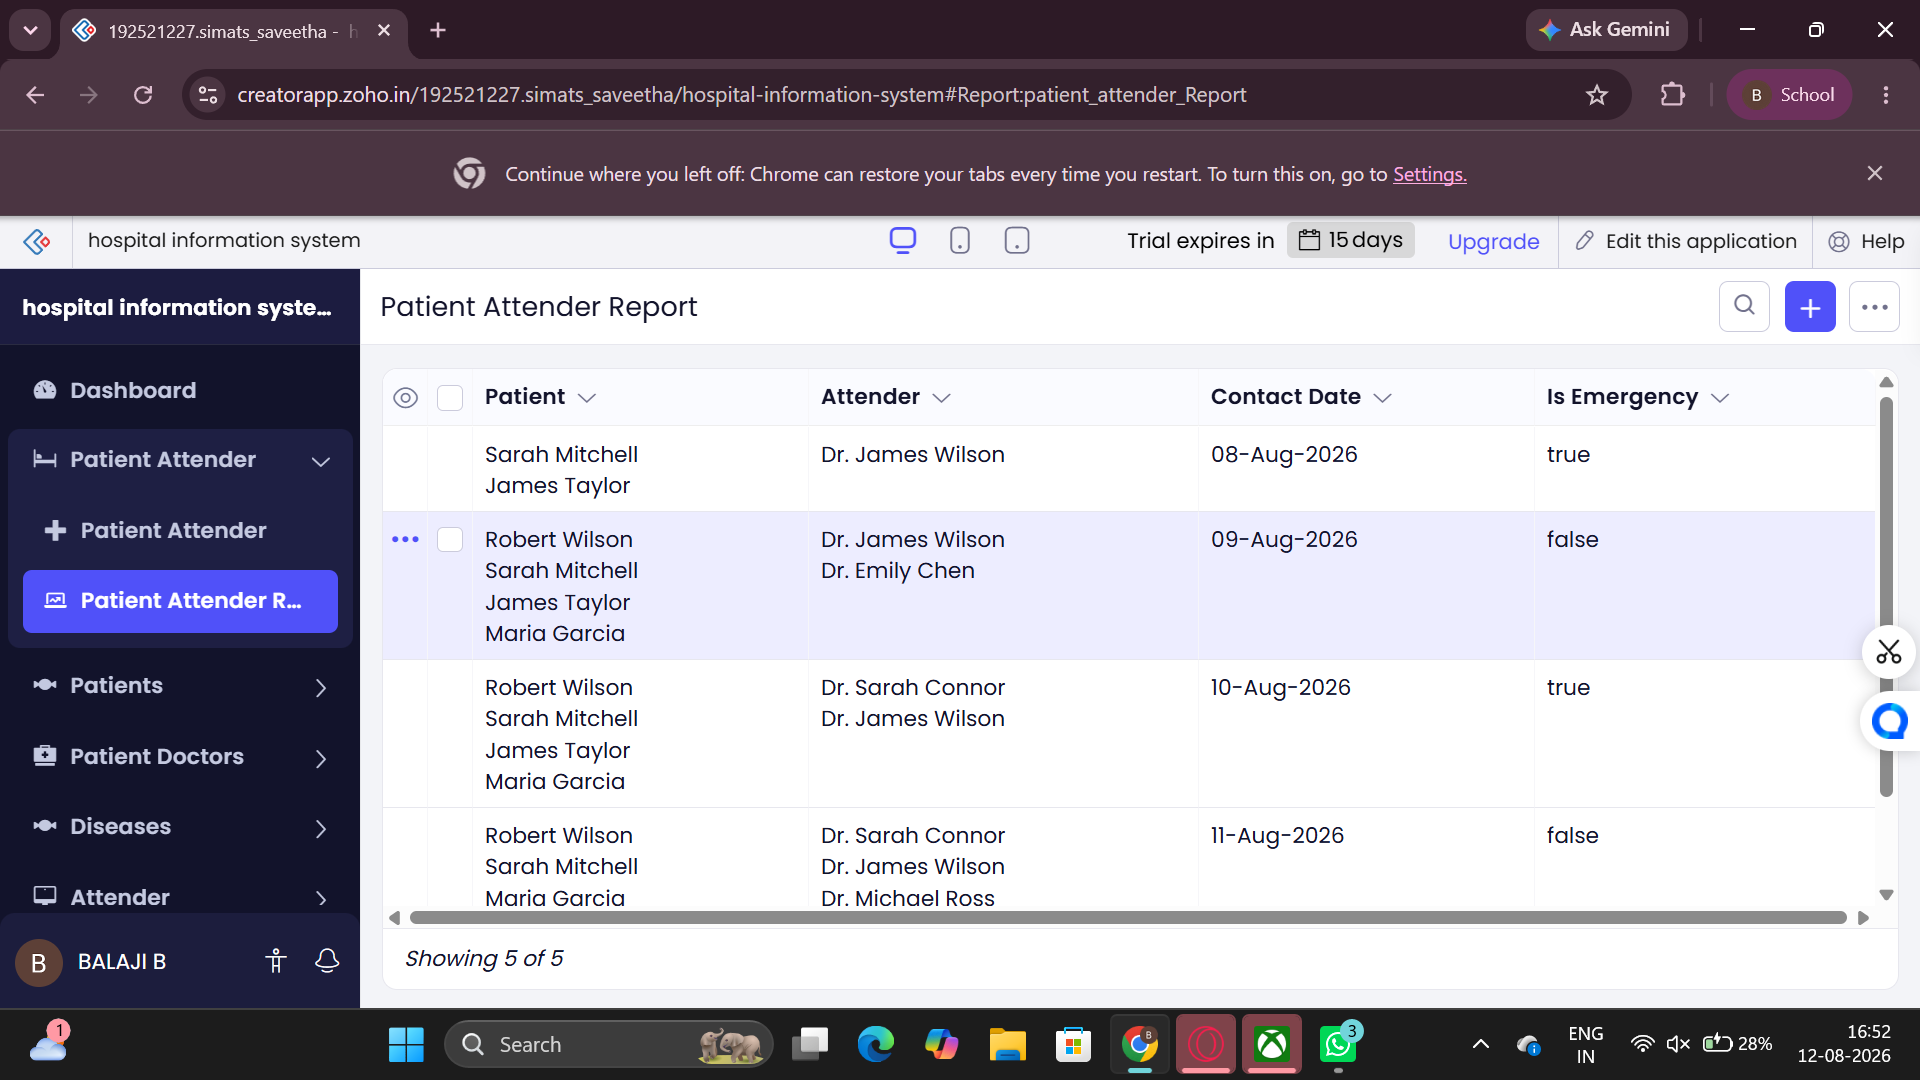 192521227.simats_saveetha - h
Ask Gemini
creatorapp.zoho.in/192521227.simats_saveetha/hospital-information-system#Report:patient_attender_Report
B School
Continue where you left off: Chrome can restore your tabs every time you restart. To turn this on, go to Settings.
hospital information system
Trial expires in 15 days
Upgrade
Edit this application
Help
hospital information syste...
Patient Attender Report
Dashboard
Patient Attender
Patient Attender
Patient Attender R...
Patients
Patient Doctors
Diseases
Attender
B BALAJI B
Patient Attender Contact Date Is Emergency
Sarah Mitchell Dr. James Wilson 08-Aug-2026 true
James Taylor
Robert Wilson Dr. James Wilson 09-Aug-2026 false
Sarah Mitchell Dr. Emily Chen
James Taylor
Maria Garcia
Robert Wilson Dr. Sarah Connor 10-Aug-2026 true
Sarah Mitchell Dr. James Wilson
James Taylor
Maria Garcia
Robert Wilson Dr. Sarah Connor 11-Aug-2026 false
Sarah Mitchell Dr. James Wilson
Maria Garcia Dr. Michael Ross
Showing 5 of 5
1
Search
B
3
ENG
IN
28%
16:52
12-08-2026